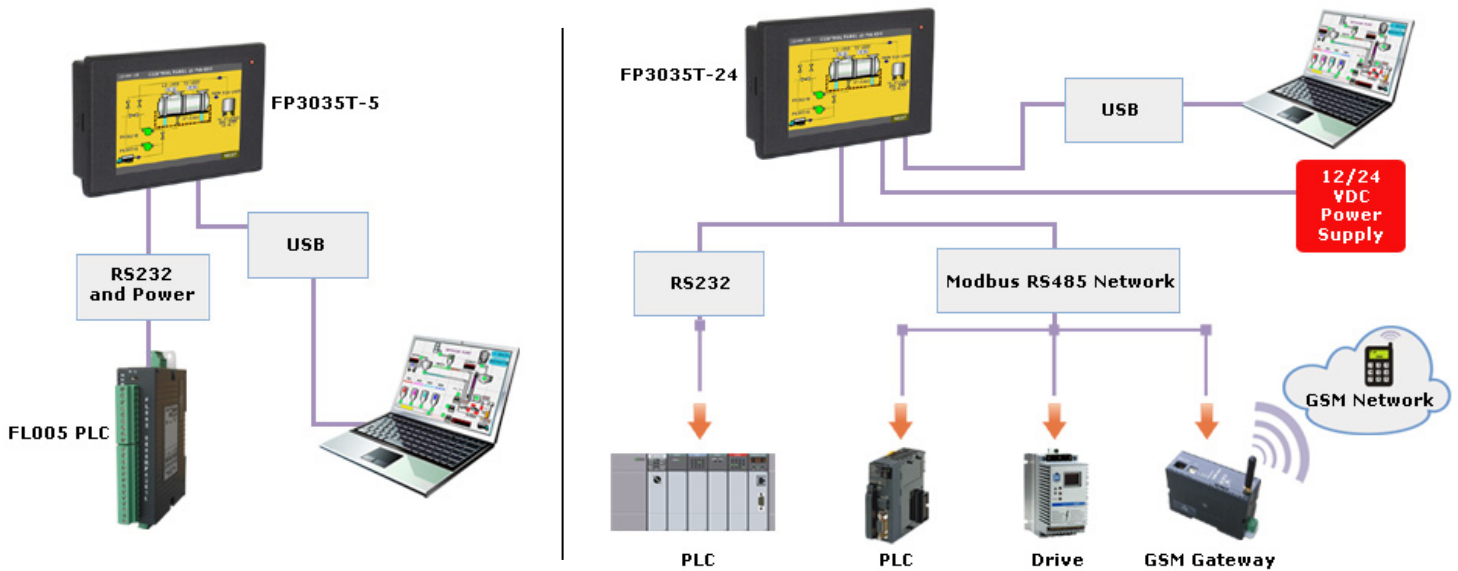 FP3035T-5
USB
RS232
and Power
FL005 PLC
FP3035T-24
USB
12/24
VDC
Power
Supply
RS232
Modbus RS485 Network
GSM Network
PLC
PLC
Drive
GSM Gateway